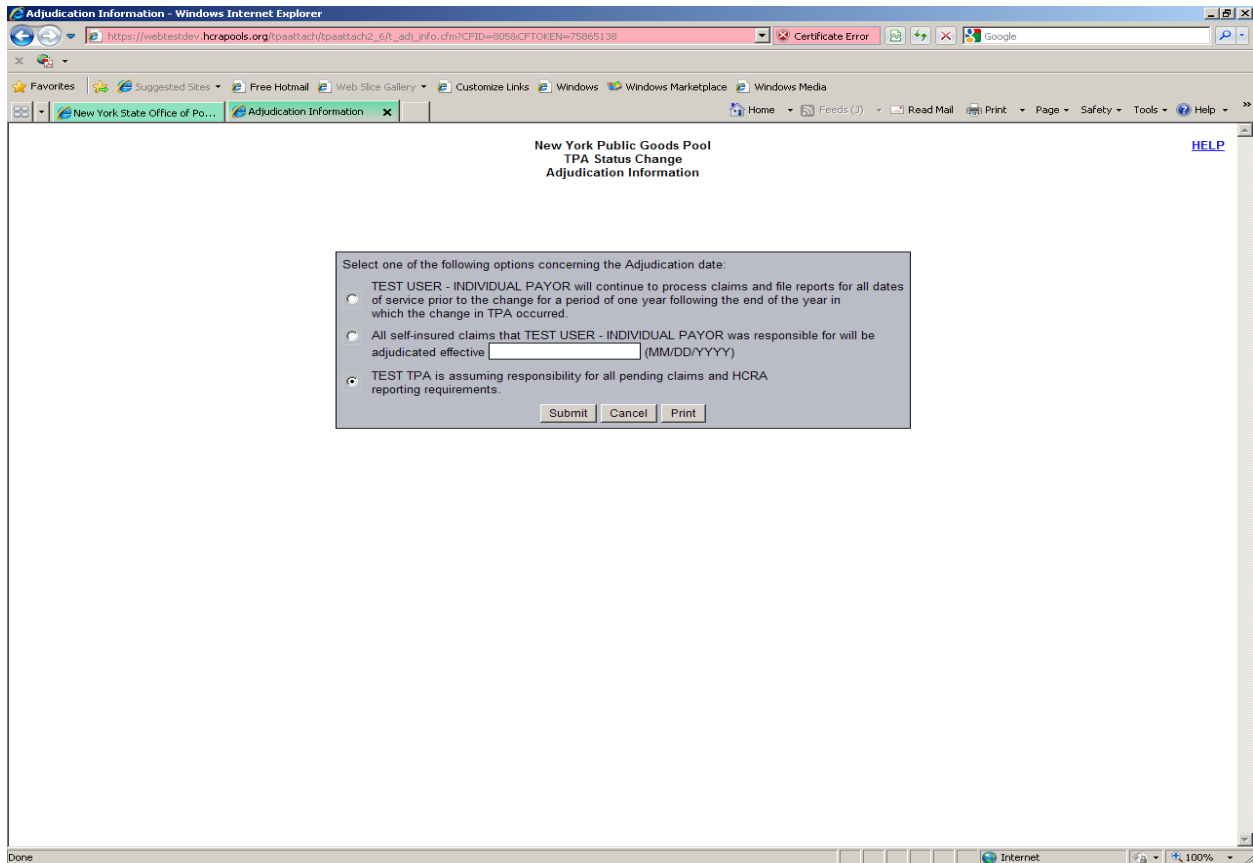 Adjudication Information - Windows Internet Explorer
https://webtestdev.hcrapools.org/tpaattach/tpaattach2_6/t_adj_info.cfm?CFID=805&CFTOKEN=75865138
Certificate Error
Google
Favorites
Suggested Sites
Free Hotmail
Web Slice Gallery
Customize Links
Windows
Windows Marketplace
Windows Media
New York State Office of Po...
Adjudication Information
Home
Feeds (J)
Read Mail
Print
Page
Safety
Tools
Help
New York Public Goods Pool
HELP
TPA Status Change
Adjudication Information
Select one of the following options concerning the Adjudication date:
TEST USER - INDIVIDUAL PAYOR will continue to process claims and file reports for all dates
of service prior to the change for a period of one year following the end of the year in
which the change in TPA occurred.
All self-insured claims that TEST USER - INDIVIDUAL PAYOR was responsible for will be
adjudicated effective (MM/DD/YYYY)
TEST TPA is assuming responsibility for all pending claims and HCRA
reporting requirements.
Submit Cancel Print
Done
Internet
100%